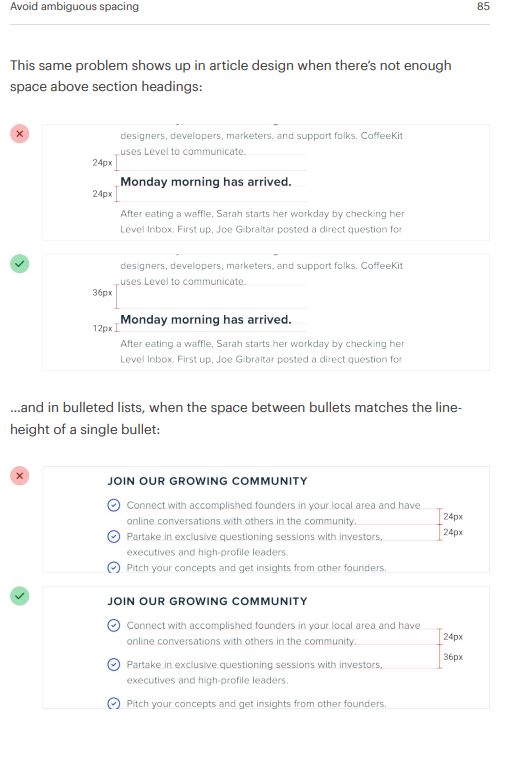 Avoid ambiguous spacing 85
This same problem shows up in article design when there's not enough
space above section headings:
designers, developers, marketers, and support folks. CoffeeKit
uses Level to communicate.
24px
Monday morning has arrived.
24px
After eating a waffle, Sarah starts her workday by checking her
Level Inbox. First up, Joe Gibraltar posted a direct question for
designers, developers, marketers, and support folks. CoffeeKit
uses Level to communicate.
36px
Monday morning has arrived.
12px
After eating a waffle, Sarah starts her workday by checking her
Level Inbox. First up, Joe Gibraltar posted a direct question for
...and in bulleted lists, when the space between bullets matches the line-
height of a single bullet:
JOIN OUR GROWING COMMUNITY
Connect with accomplished founders in your local area and have
24px
online conversations with others in the community.
24px
Partake in exclusive questioning sessions with investors,
executives and high-profile leaders.
Pitch your concepts and get insights from other founders.
JOIN OUR GROWING COMMUNITY
Connect with accomplished founders in your local area and have
24px
online conversations with others in the community.
36px
Partake in exclusive questioning sessions with investors,
executives and high-profile leaders.
Pitch your concepts and get insights from other founders.